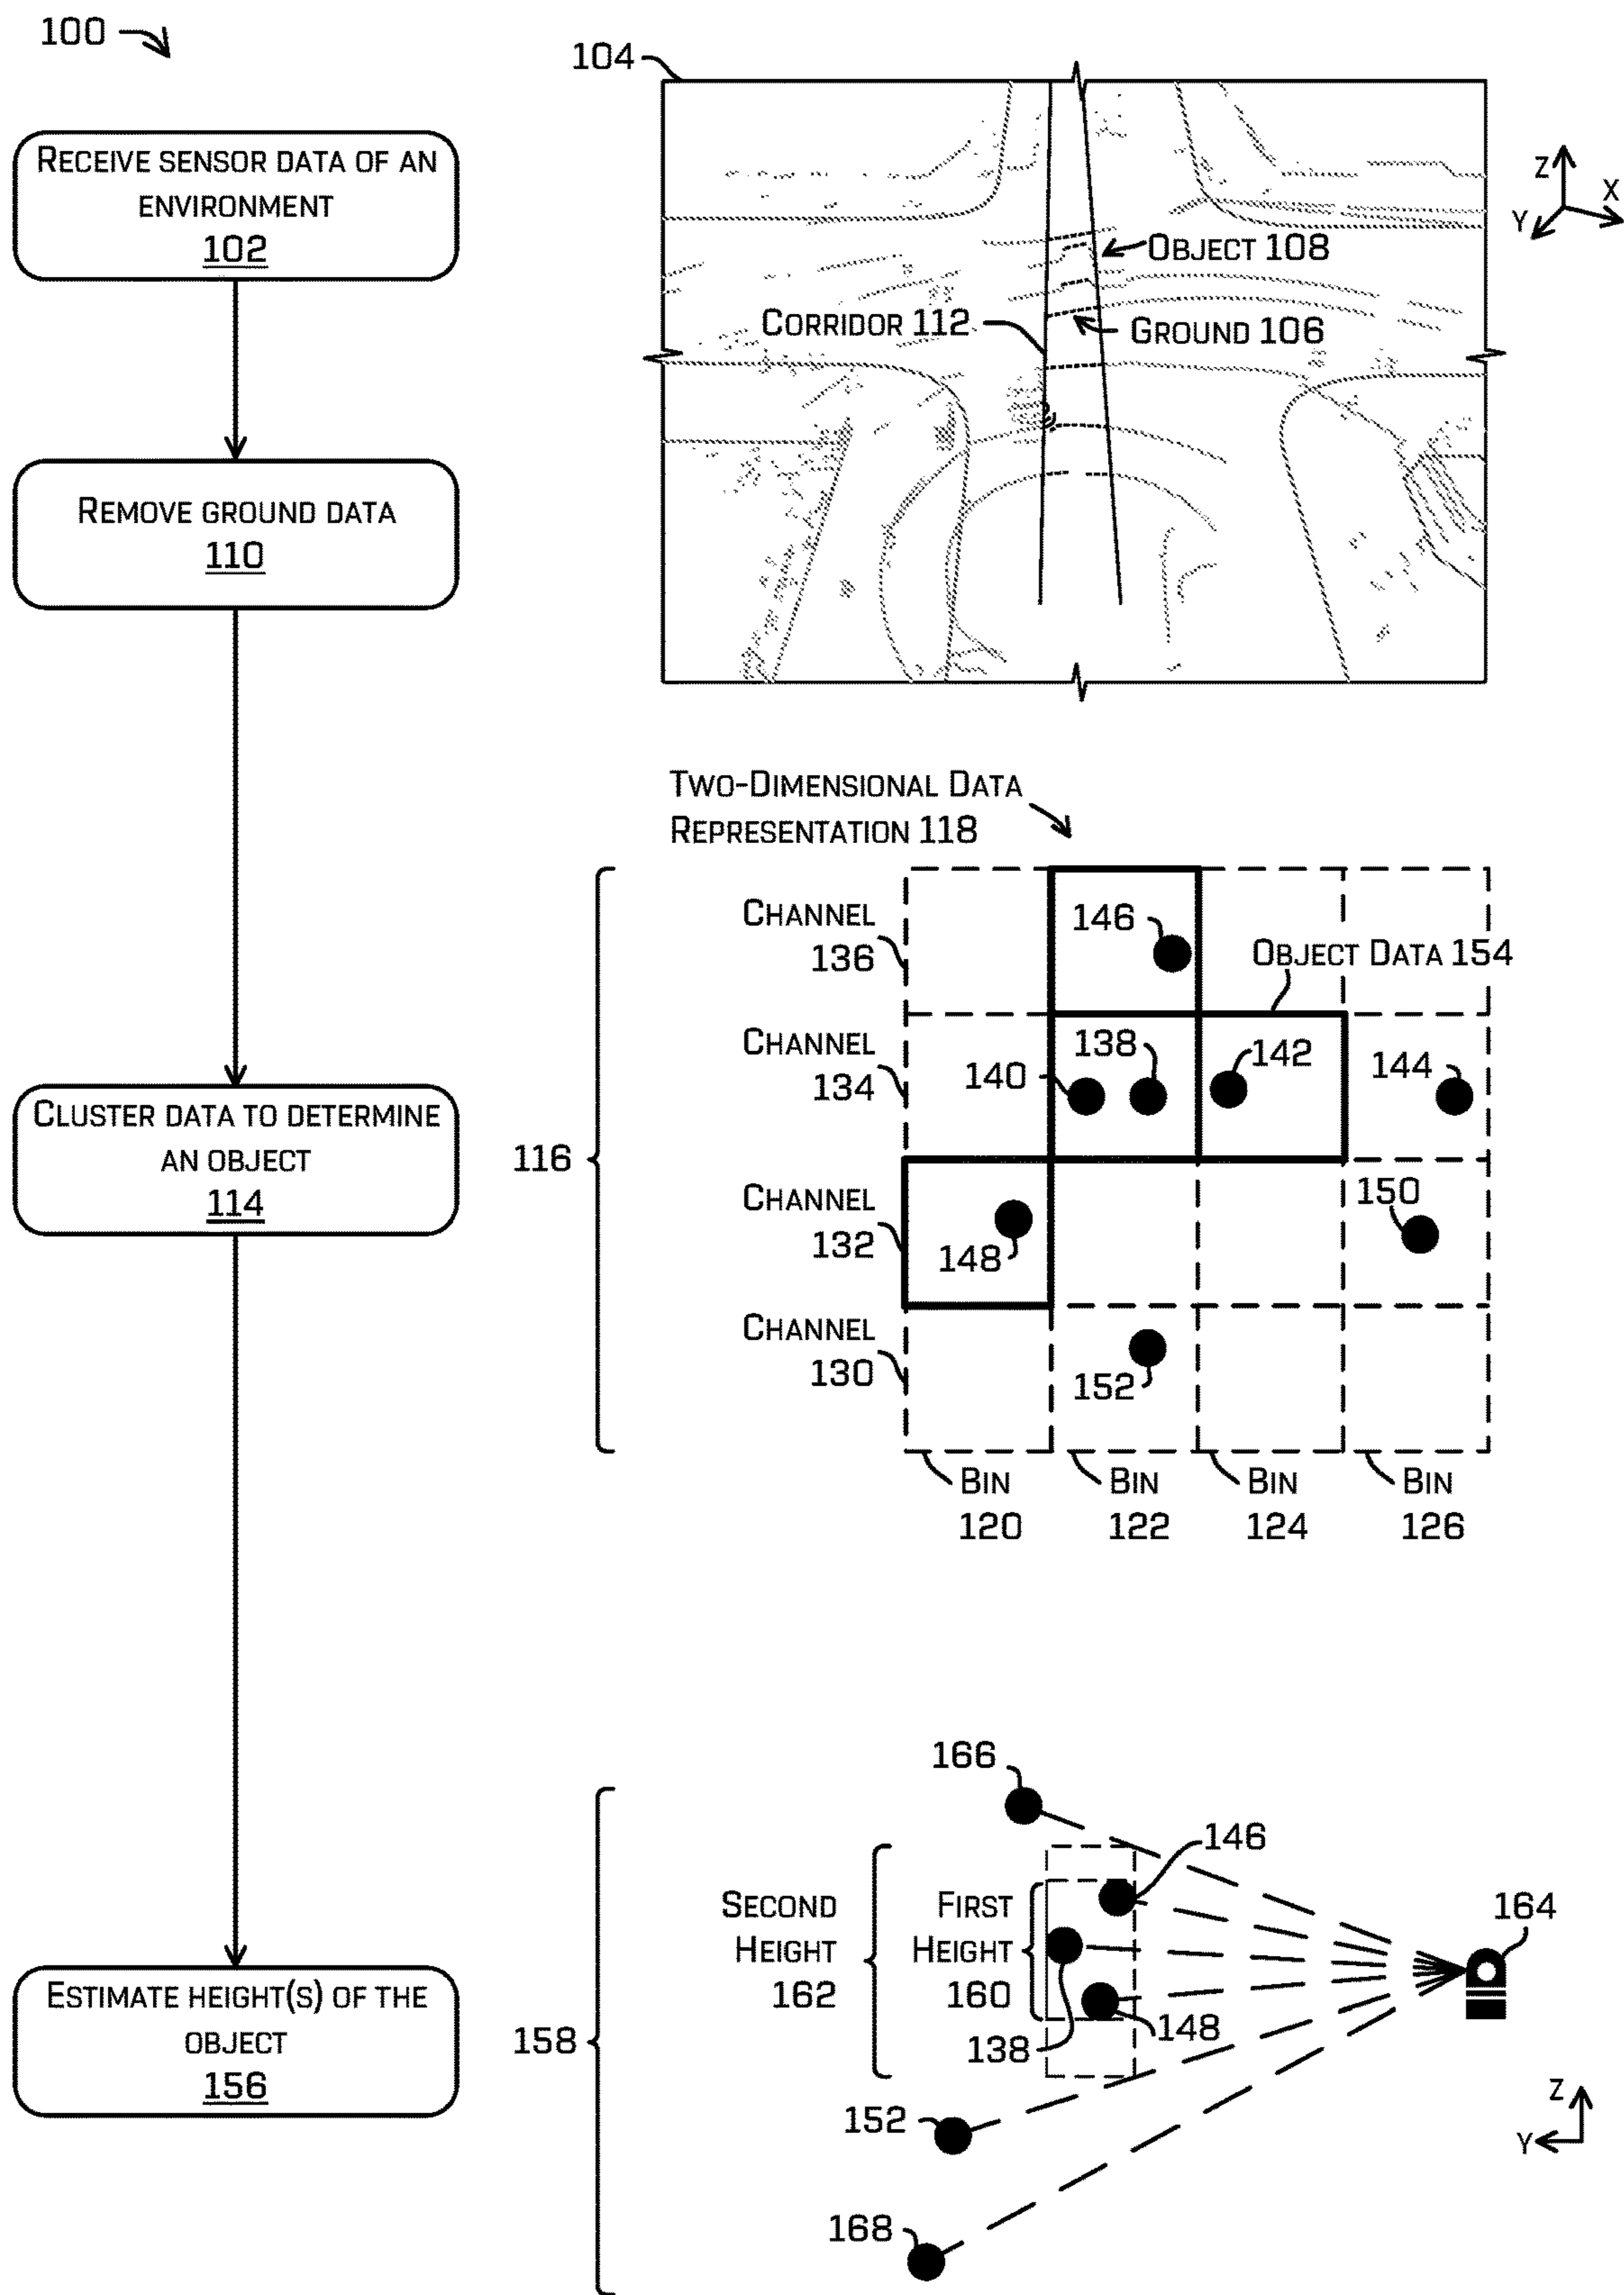 100
RECEIVE SENSOR DATA OF AN
ENVIRONMENT
102
104
Z
X
Y
OBJECT 108
CORRIDOR 112
GROUND 106
REMOVE GROUND DATA
110
TWO-DIMENSIONAL DATA
REPRESENTATION 118
CHANNEL
136
146
OBJECT DATA 154
CHANNEL
134
140
138
142
144
CLUSTER DATA TO DETERMINE
AN OBJECT
114
116
CHANNEL
132
148
150
CHANNEL
130
152
BIN
120
BIN
122
BIN
124
BIN
126
166
146
SECOND
HEIGHT
162
FIRST
HEIGHT
160
164
138
148
ESTIMATE HEIGHT(S) OF THE
OBJECT
156
158
152
Z
Y
168